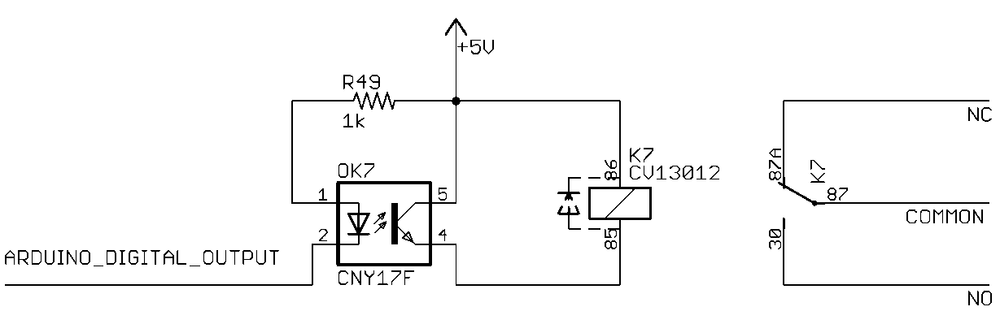 +5V
R49
1k
OK7
1
5
2
4
CNY17F
ARDUINO_DIGITAL_OUTPUT
86
K7
CV13012
85
NC
87A
K7
87
COMMON
30
NO